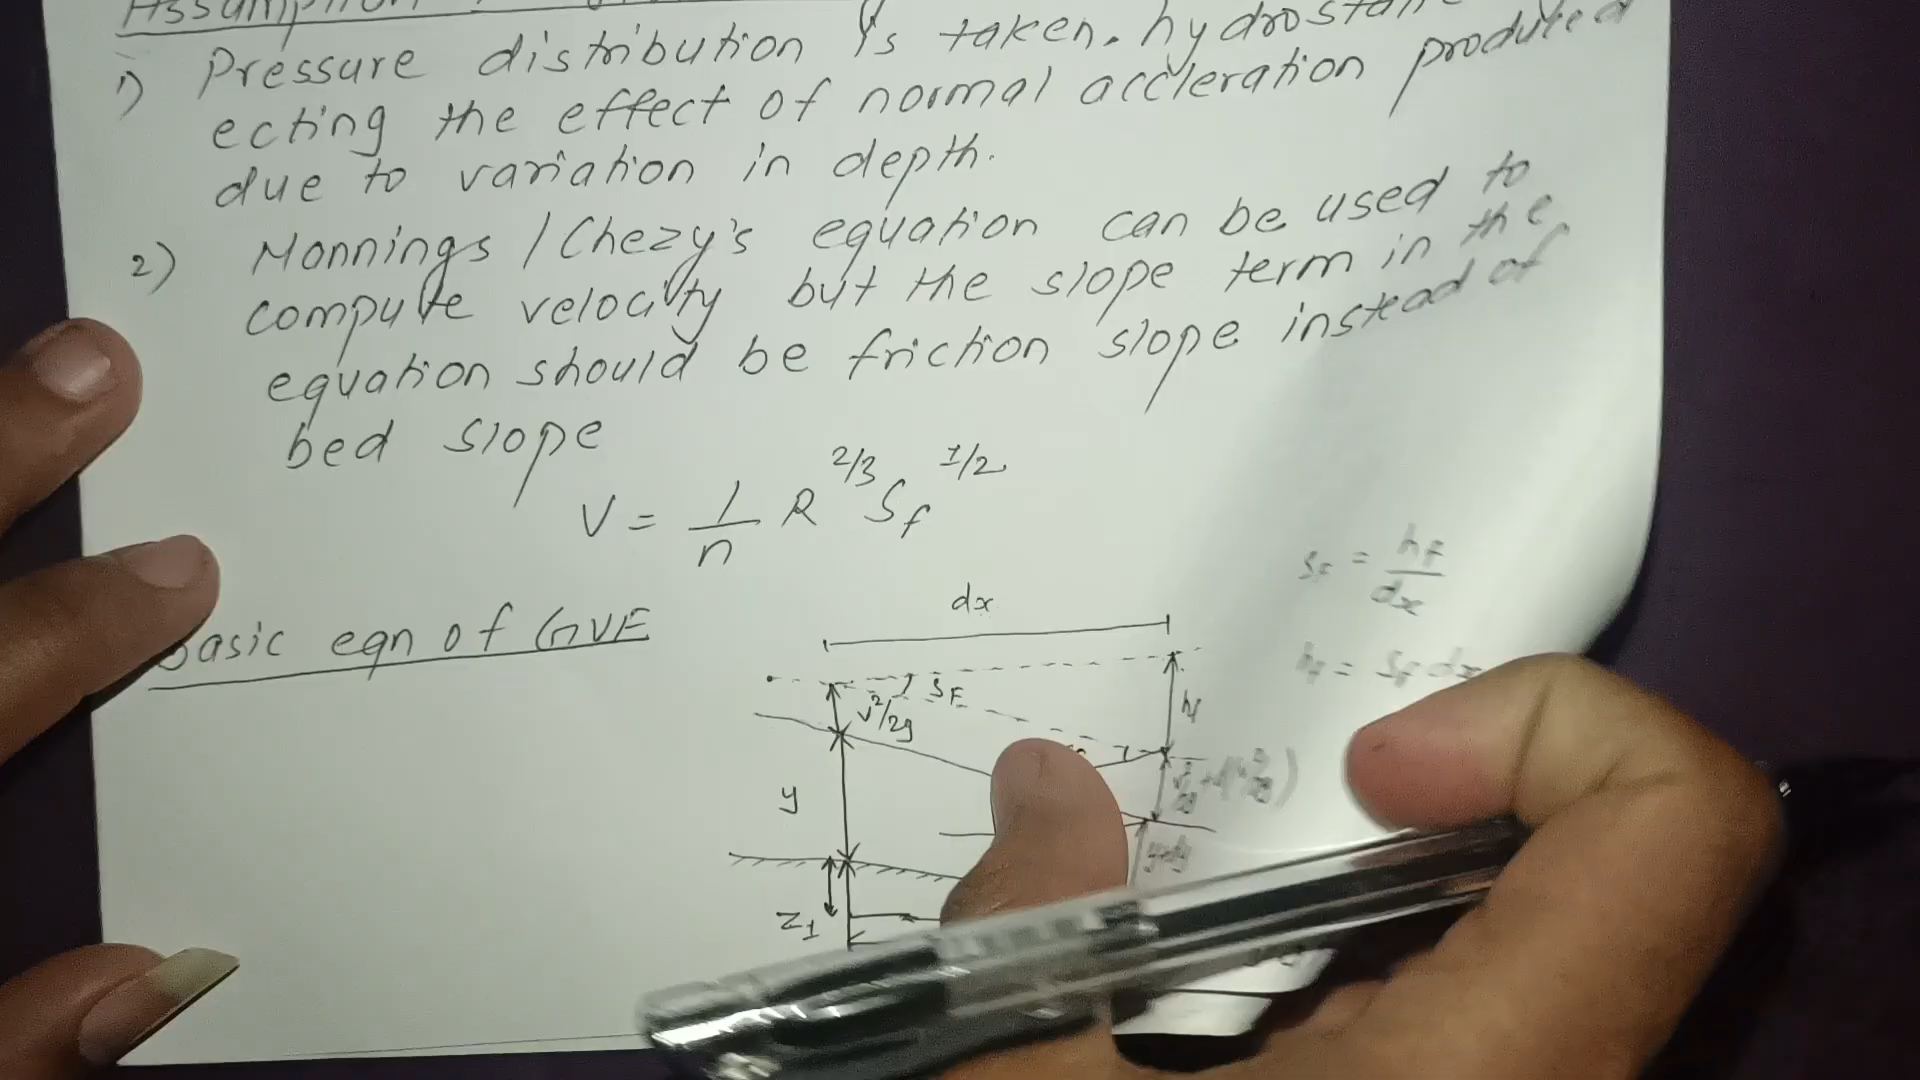 Assumption
1) Pressure distribution is taken hydrostatic
ecting the effect of normal accleration produced
due to variation in depth.
2) Mannings / Chezy's equation can be used to
compute velocity but the slope term in the
equation should be friction slope instead of
bed slope
V = 1/n R^2/3 Sf^1/2
Basic eqn of GVF
dx
SF = hF/dx
hf = Sf dx
SF
V²/2g
hf
y
y+dy
Z1